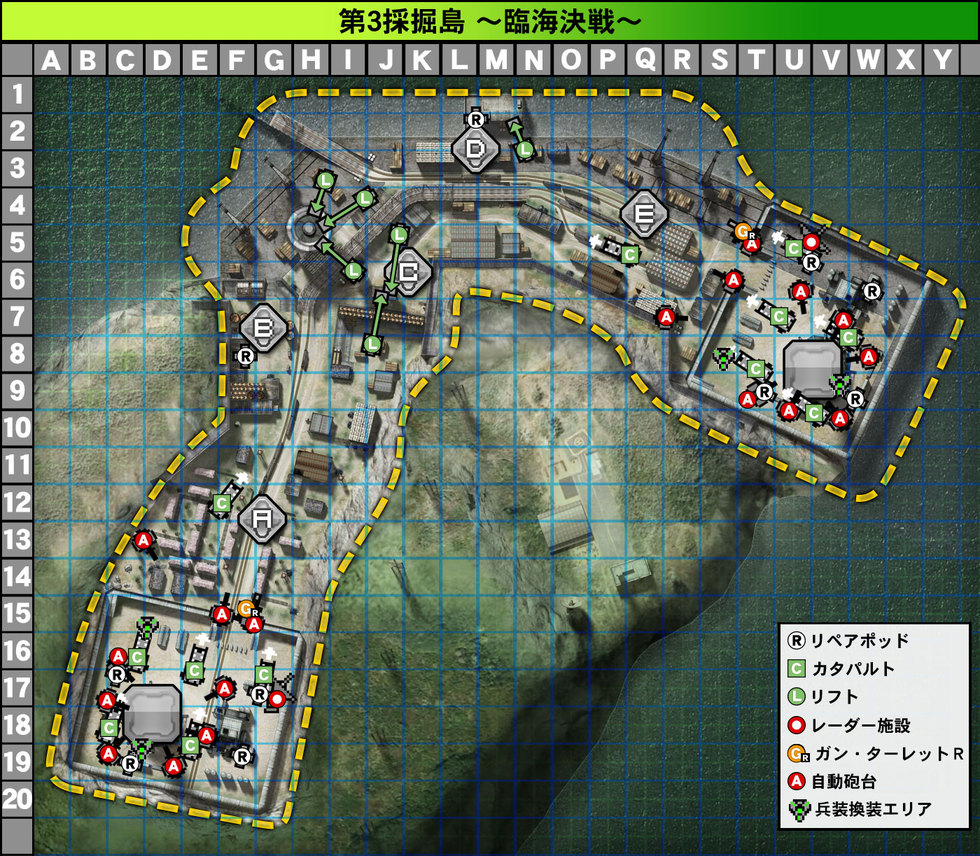 第3採掘島 ～臨海決戦～
A B C D E F G H I J K L M N O P Q R S T U V W X Y
1
2 R
D
L
3
L
4 L
E
5 L G R A C R
C
6 L C A R
A
7 A C A
B C
8 R L C A
C
9 A R R
A C A
10
11
12 C
A
13 A
14
15 A G R A
16 A C
R C C
17 A A R
18 C A
C
19 A R A R
20
R リペアポッド
C カタパルト
L リフト
レーダー施設
G R ガン・ターレットR
A 自動砲台
兵装換装エリア